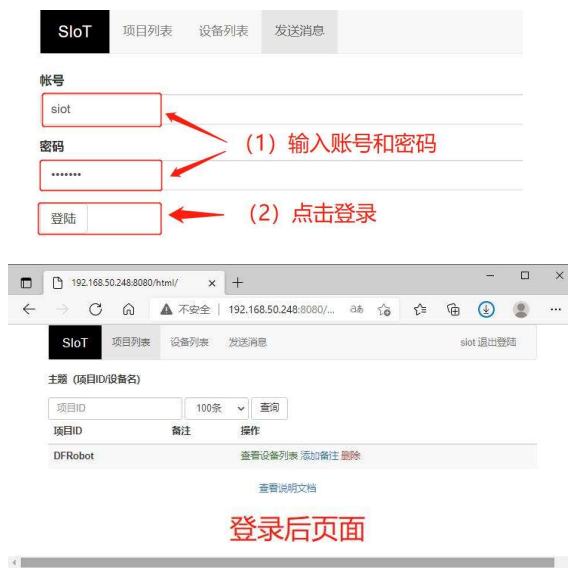 SIoT 项目列表 设备列表 发送消息
帐号
siot
(1)输入账号和密码
密码
•••••••
登陆
(2)点击登录
192.168.50.248:8080/html/
不安全 192.168.50.248:8080/...
SIoT 项目列表 设备列表 发送消息 siot 退出登陆
主题 (项目ID/设备名)
项目ID 100条 查询
项目ID 备注 操作
DFRobot 查看设备列表 添加备注 删除
查看说明文档
登录后页面